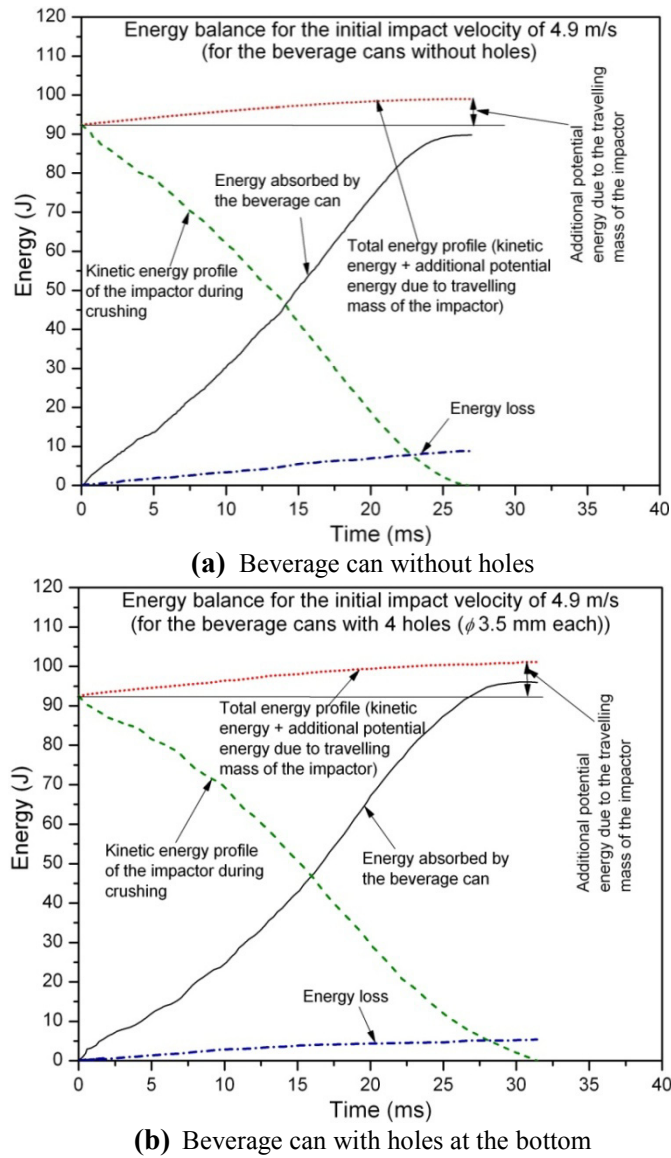 Energy balance for the initial impact velocity of 4.9 m/s
(for the beverage cans without holes)
120
110
100
90
80
70
60
50
40
30
20
10
0
Energy (J)
Energy absorbed by
the beverage can
Kinetic energy profile
of the impactor during
crushing
Total energy profile (kinetic
energy + additional potential
energy due to travelling
mass of the impactor)
Additional potential
energy due to the travelling
mass of the impactor
Energy loss
0 5 10 15 20 25 30 35 40
Time (ms)
(a) Beverage can without holes
Energy balance for the initial impact velocity of 4.9 m/s
(for the beverage cans with 4 holes (ϕ 3.5 mm each))
120
110
100
90
80
70
60
50
40
30
20
10
0
Energy (J)
Total energy profile (kinetic
energy + additional potential
energy due to travelling
mass of the impactor)
Kinetic energy profile
of the impactor during
crushing
Energy absorbed by
the beverage can
Additional potential
energy due to the travelling
mass of the impactor
Energy loss
0 5 10 15 20 25 30 35 40
Time (ms)
(b) Beverage can with holes at the bottom